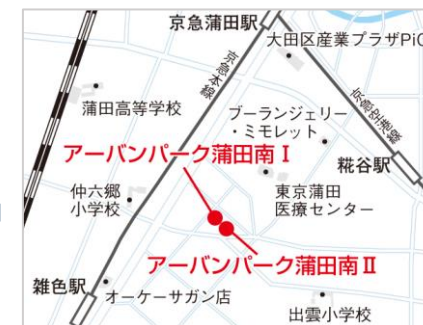 京急蒲田駅
大田区産業プラザPiO
京急本線
京急空港線
蒲田高等学校
ブーランジェリー
・ミモレット
アーバンパーク蒲田南Ⅰ
糀谷駅
仲六郷
小学校
東京蒲田
医療センター
アーバンパーク蒲田南Ⅱ
雑色駅
オーケーサガン店
出雲小学校